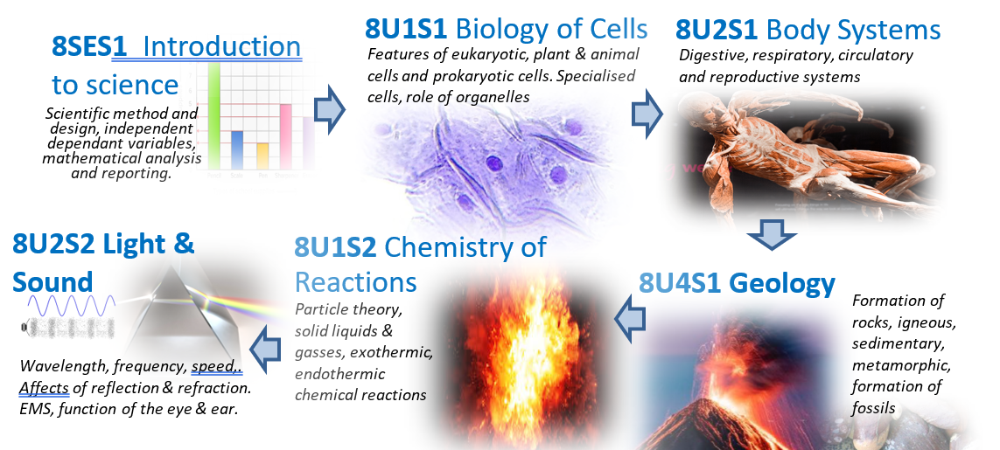 8SES1 Introduction
to science
Scientific method and
design, independent
dependant variables,
mathematical analysis
and reporting.
8U1S1 Biology of Cells
Features of eukaryotic, plant & animal
cells and prokaryotic cells. Specialised
cells, role of organelles
8U2S1 Body Systems
Digestive, respiratory, circulatory
and reproductive systems
8U4S1 Geology
Formation of
rocks, igneous,
sedimentary,
metamorphic,
formation of
fossils
8U1S2 Chemistry of
Reactions
Particle theory,
solid liquids &
gasses, exothermic,
endothermic
chemical reactions
8U2S2 Light &
Sound
Wavelength, frequency, speed,.
Affects of reflection & refraction.
EMS, function of the eye & ear.